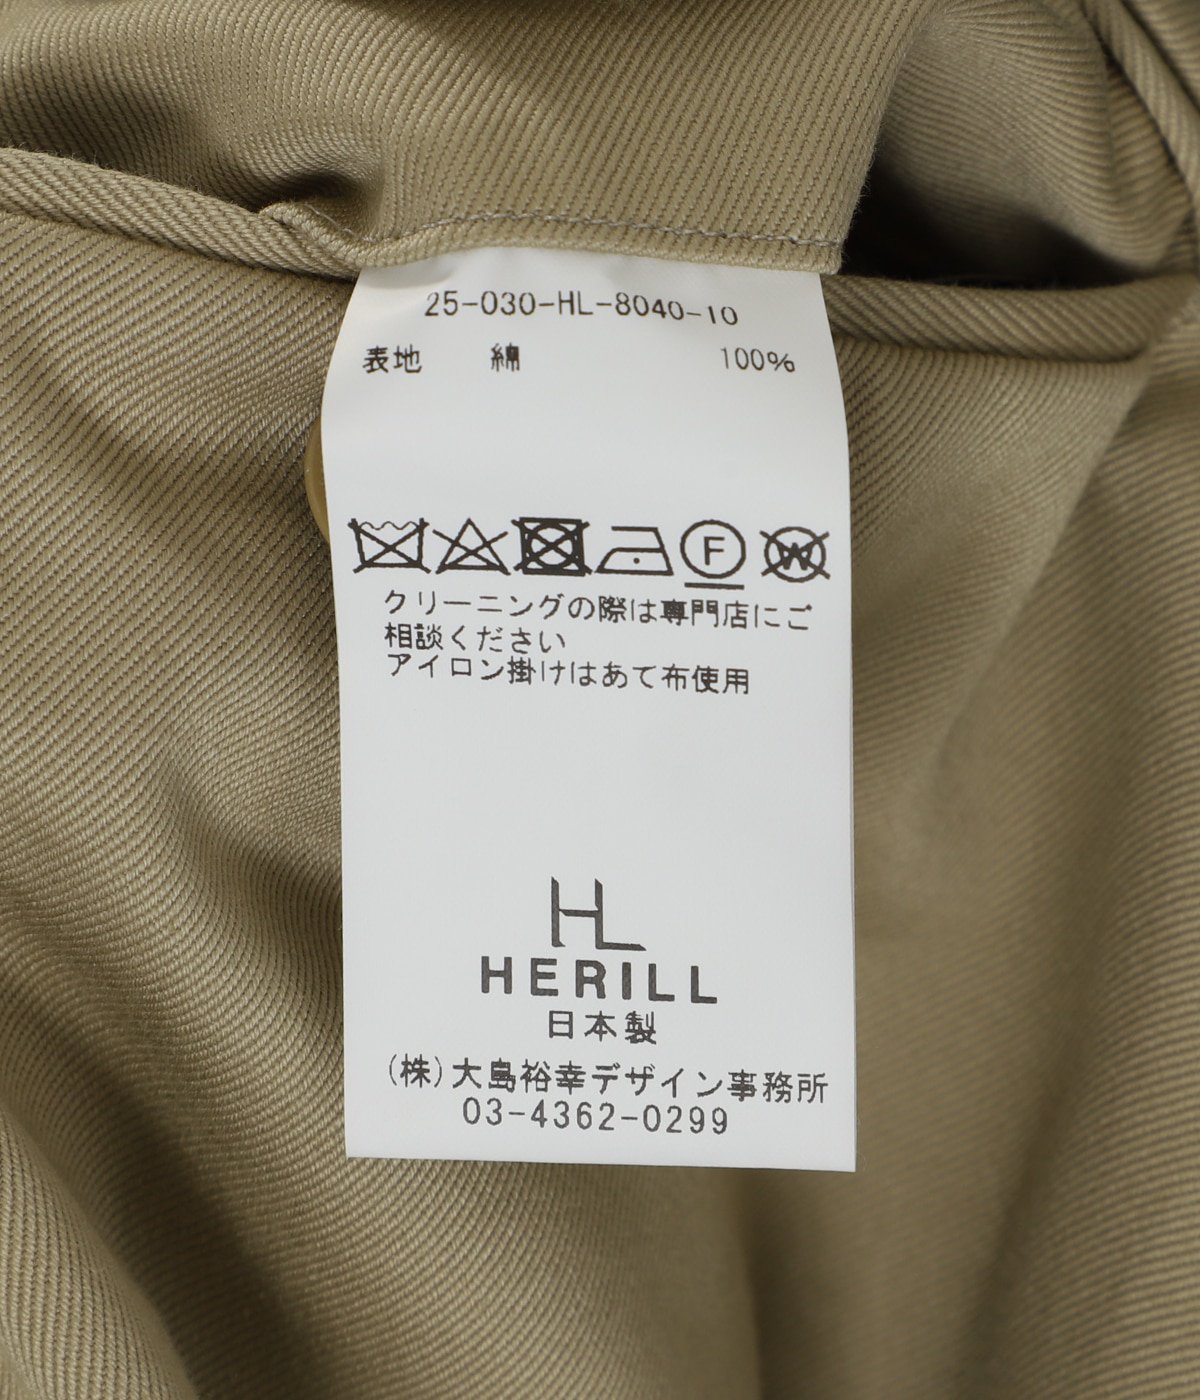 25-030-HL-8040-10
表地 綿 100%
F W
クリーニングの際は専門店にご
相談ください
アイロン掛けはあて布使用
HL
HERILL
日本製
(株)大島裕幸デザイン事務所
03-4362-0299